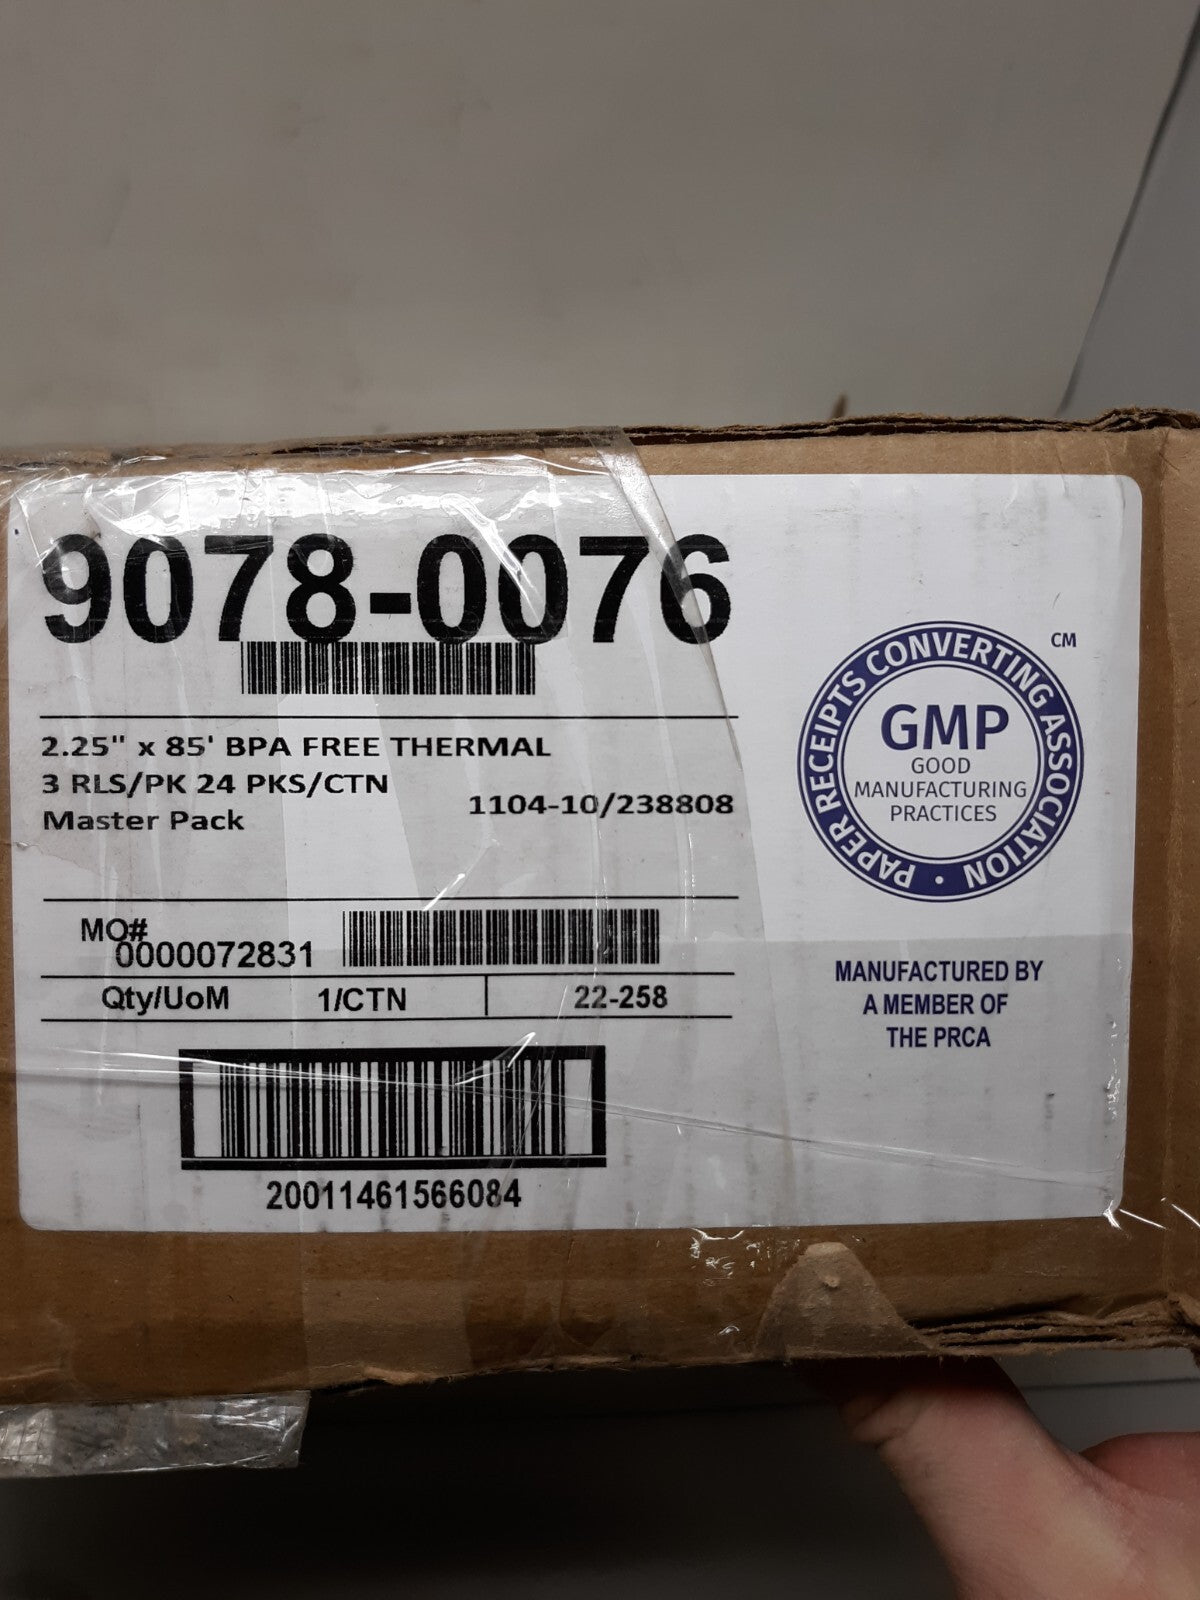 9078-0076
2.25" x 85' BPA FREE THERMAL
3 RLS/PK 24 PKS/CTN
Master Pack
1104-10/238808
MO#
0000072831
Qty/UoM 1/CTN 22-258
20011461566084
PAPER RECEIPTS CONVERTING ASSOCIATION •
CM
GMP
GOOD
MANUFACTURING
PRACTICES
MANUFACTURED BY
A MEMBER OF
THE PRCA